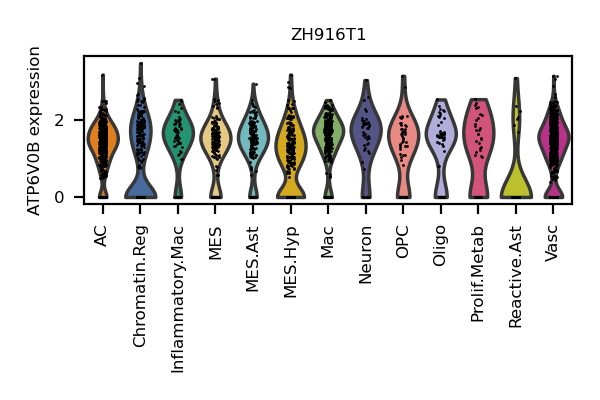 ZH916T1
ATP6V0B expression
2
0
AC
Chromatin.Reg
Inflammatory.Mac
MES
MES.Ast
MES.Hyp
Mac
Neuron
OPC
Oligo
Prolif.Metab
Reactive.Ast
Vasc